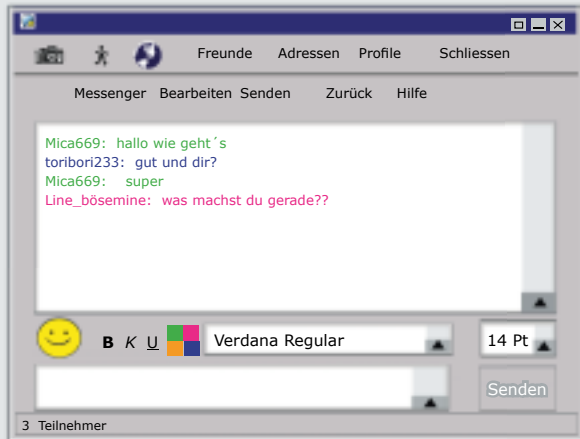 Freunde Adressen Profile Schliessen
Messenger Bearbeiten Senden Zurück Hilfe
Mica669: hallo wie geht´s
toribori233: gut und dir?
Mica669: super
Line_bösemine: was machst du gerade??
B K U Verdana Regular 14 Pt
Senden
3 Teilnehmer